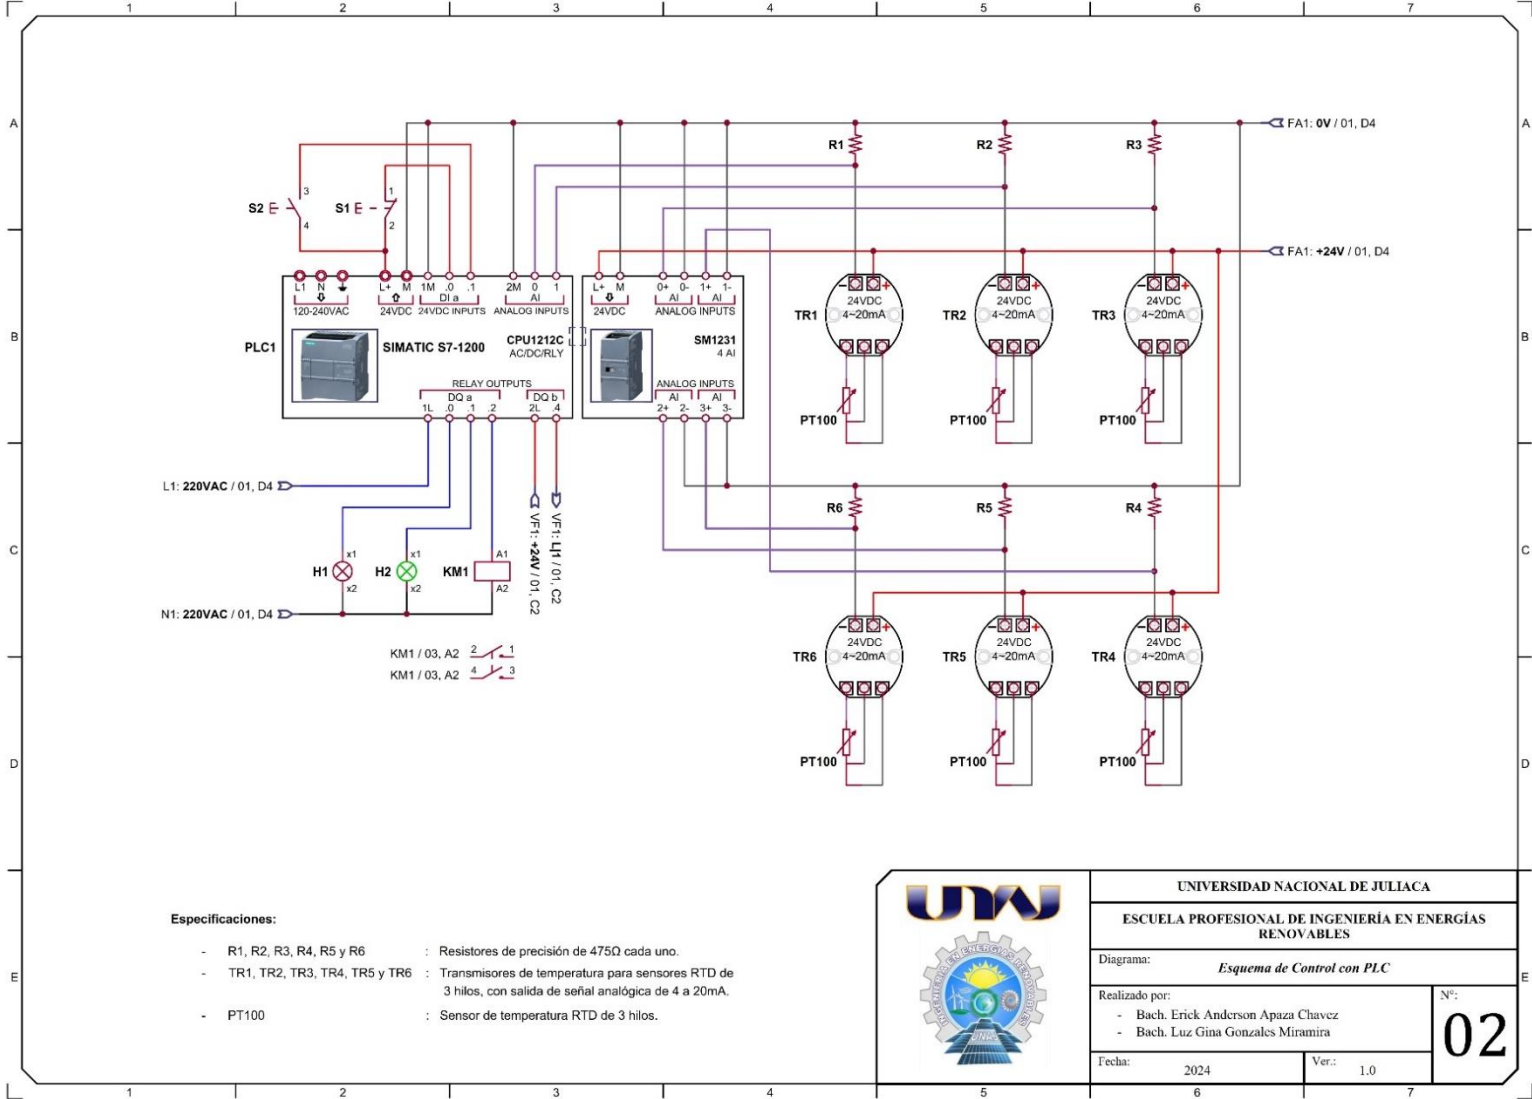 1 2 3 4 5 6 7
A A
FA1: 0V / 01, D4
R1 R2 R3
3
S2
4
1
S1
2
FA1: +24V / 01, D4
L1 N L+ M 1M .0 .1 2M 0 1
DI a AI
120-240VAC 24VDC 24VDC INPUTS ANALOG INPUTS
L+ M 0+ 0- 1+ 1-
AI AI
24VDC ANALOG INPUTS
PLC1 SIMATIC S7-1200 CPU1212C
AC/DC/RLY
SM1231
4 AI
RELAY OUTPUTS
DQ a DQ b
1L .0 .1 .2 2L .4
ANALOG INPUTS
AI AI
2+ 2- 3+ 3-
- + - + - +
24VDC 24VDC 24VDC
TR1 4~20mA TR2 4~20mA TR3 4~20mA
B B
PT100 PT100 PT100
L1: 220VAC / 01, D4
R6 R5 R4
VF1: +24V / 01, C2
VF1: LI1 / 01, C2
C C
x1 x1 A1
H1 H2 KM1
x2 x2 A2
N1: 220VAC / 01, D4
- + - + - +
24VDC 24VDC 24VDC
TR6 4~20mA TR5 4~20mA TR4 4~20mA
KM1 / 03, A2 2 1
KM1 / 03, A2 4 3
PT100 PT100 PT100
D D
Especificaciones:
- R1, R2, R3, R4, R5 y R6 : Resistores de precisión de 475Ω cada uno.
- TR1, TR2, TR3, TR4, TR5 y TR6 : Transmisores de temperatura para sensores RTD de
3 hilos, con salida de señal analógica de 4 a 20mA.
- PT100 : Sensor de temperatura RTD de 3 hilos.
E E
UNAJ
INGENIERÍA EN ENERGÍAS RENOVABLES
UNAJ
UNIVERSIDAD NACIONAL DE JULIACA
ESCUELA PROFESIONAL DE INGENIERÍA EN ENERGÍAS
RENOVABLES
Diagrama: Esquema de Control con PLC
Realizado por:
- Bach. Erick Anderson Apaza Chavez
- Bach. Luz Gina Gonzales Miramira
N°:
02
Fecha: 2024
Ver.: 1.0
1 2 3 4 5 6 7